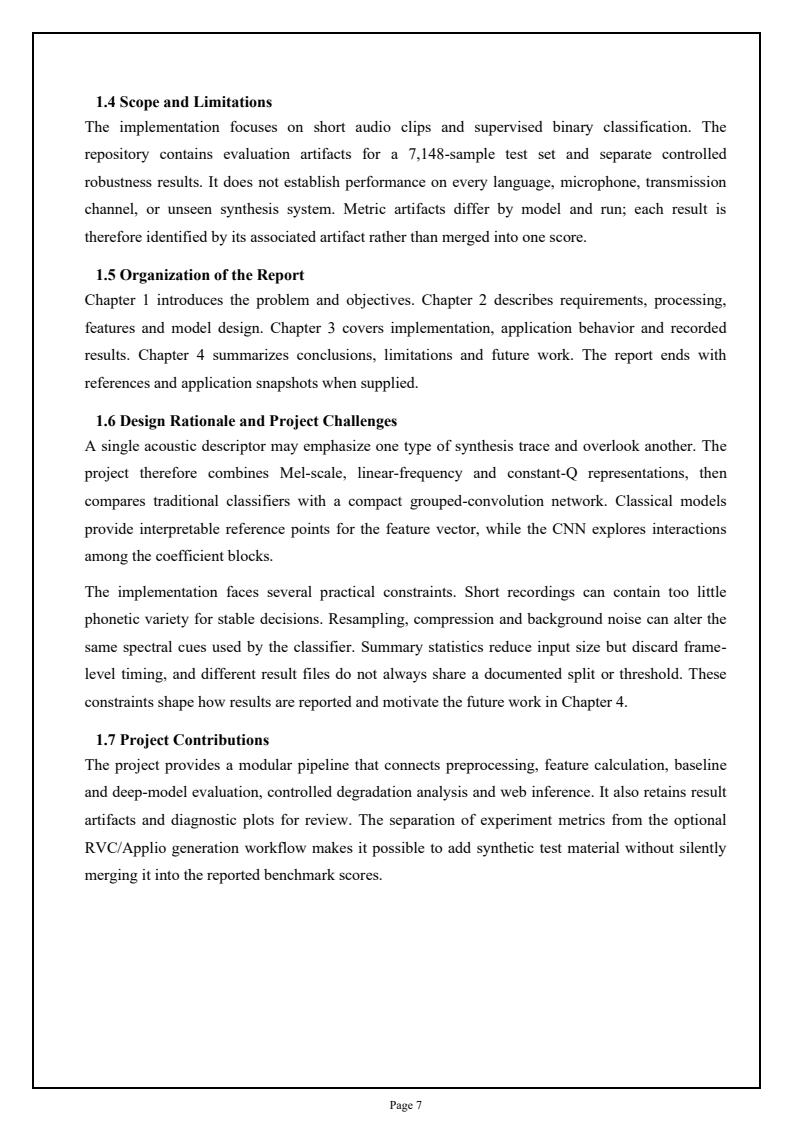 1.4 Scope and Limitations
The implementation focuses on short audio clips and supervised binary classification. The
repository contains evaluation artifacts for a 7,148-sample test set and separate controlled
robustness results. It does not establish performance on every language, microphone, transmission
channel, or unseen synthesis system. Metric artifacts differ by model and run; each result is
therefore identified by its associated artifact rather than merged into one score.
1.5 Organization of the Report
Chapter 1 introduces the problem and objectives. Chapter 2 describes requirements, processing,
features and model design. Chapter 3 covers implementation, application behavior and recorded
results. Chapter 4 summarizes conclusions, limitations and future work. The report ends with
references and application snapshots when supplied.
1.6 Design Rationale and Project Challenges
A single acoustic descriptor may emphasize one type of synthesis trace and overlook another. The
project therefore combines Mel-scale, linear-frequency and constant-Q representations, then
compares traditional classifiers with a compact grouped-convolution network. Classical models
provide interpretable reference points for the feature vector, while the CNN explores interactions
among the coefficient blocks.
The implementation faces several practical constraints. Short recordings can contain too little
phonetic variety for stable decisions. Resampling, compression and background noise can alter the
same spectral cues used by the classifier. Summary statistics reduce input size but discard frame-
level timing, and different result files do not always share a documented split or threshold. These
constraints shape how results are reported and motivate the future work in Chapter 4.
1.7 Project Contributions
The project provides a modular pipeline that connects preprocessing, feature calculation, baseline
and deep-model evaluation, controlled degradation analysis and web inference. It also retains result
artifacts and diagnostic plots for review. The separation of experiment metrics from the optional
RVC/Applio generation workflow makes it possible to add synthetic test material without silently
merging it into the reported benchmark scores.
Page 7